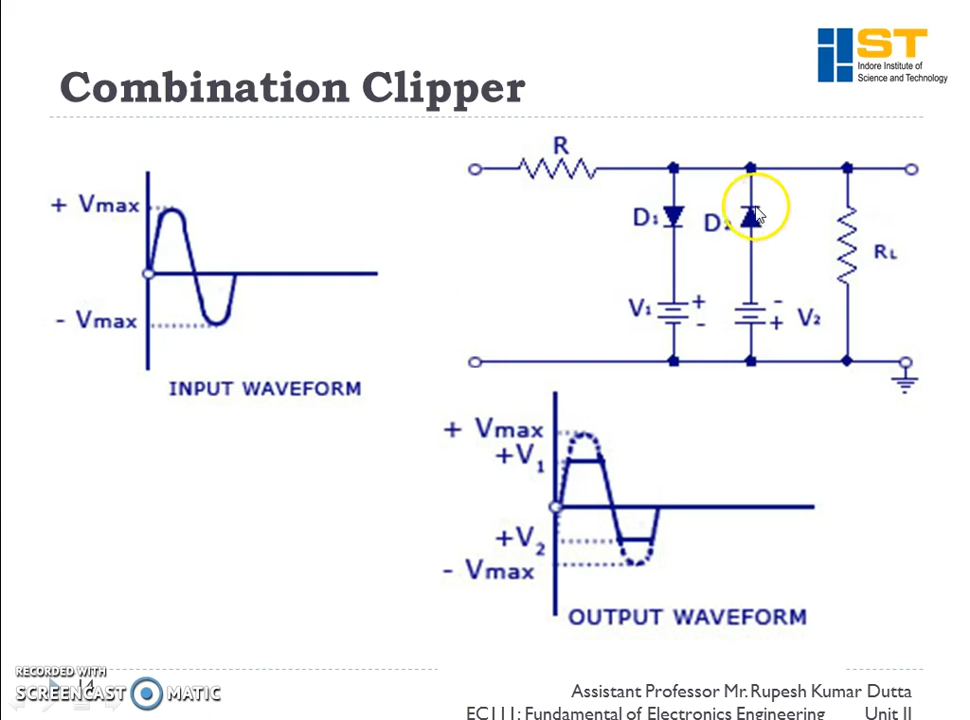 IIST
Indore Institute of
Science and Technology
Combination Clipper
+ Vmax
- Vmax
INPUT WAVEFORM
R
D1
D2
RL
V1
+
-
-
+
V2
+ Vmax
+V1
+V2
- Vmax
OUTPUT WAVEFORM
RECORDED WITH
SCREENCAST MATIC
14
Assistant Professor Mr. Rupesh Kumar Dutta
EC111: Fundamental of Electronics Engineering Unit II